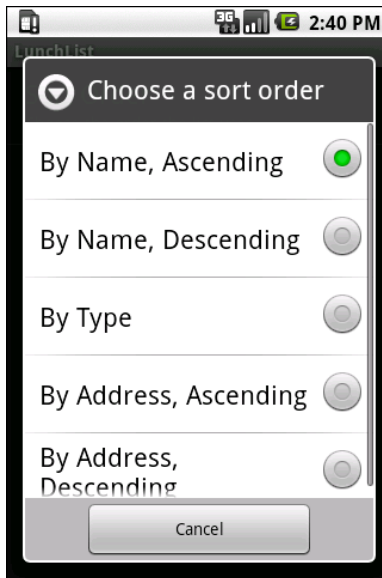 3G 2:40 PM
LunchList
Choose a sort order
By Name, Ascending
By Name, Descending
By Type
By Address, Ascending
By Address,
Descending
Cancel